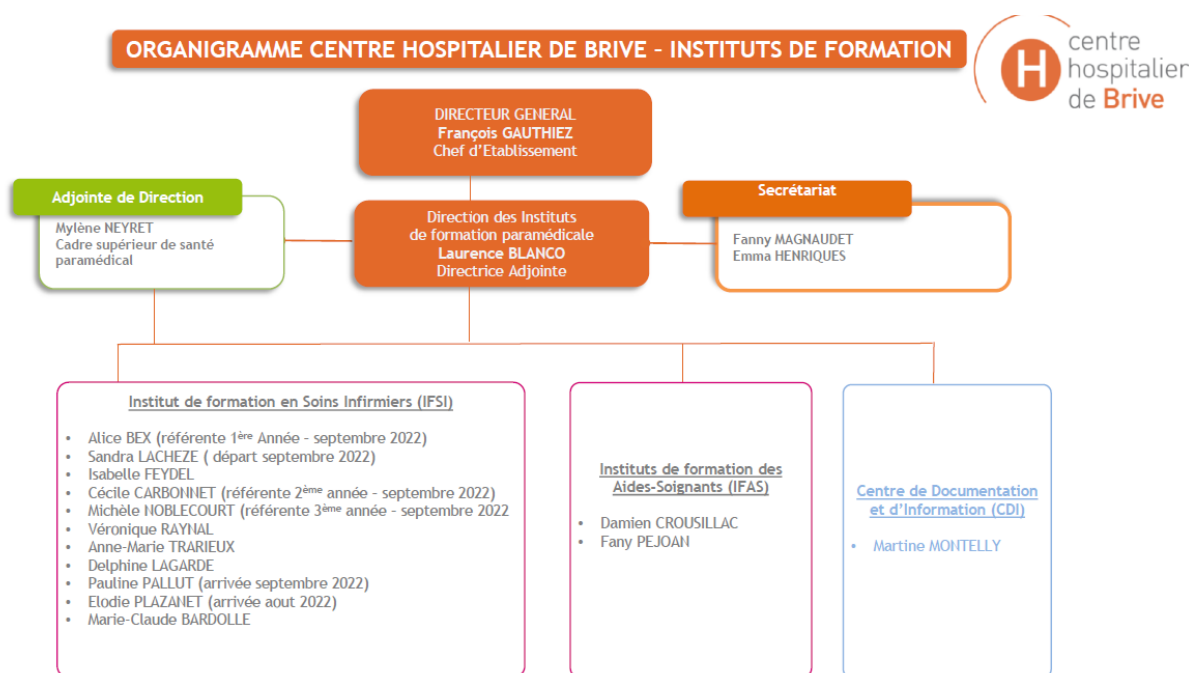 ORGANIGRAMME CENTRE HOSPITALIER DE BRIVE – INSTITUTS DE FORMATION
H
centre
hospitalier
de Brive
DIRECTEUR GENERAL
François GAUTHIEZ
Chef d'Etablissement
Adjointe de Direction
Mylène NEYRET
Cadre supérieur de santé
paramédical
Direction des Instituts
de formation paramédicale
Laurence BLANCO
Directrice Adjointe
Secrétariat
Fanny MAGNAUDET
Emma HENRIQUES
Institut de formation en Soins Infirmiers (IFSI)
• Alice BEX (référente 1ère Année – septembre 2022)
• Sandra LACHEZE ( départ septembre 2022)
• Isabelle FEYDEL
• Cécile CARBONNET (référente 2ème année – septembre 2022)
• Michèle NOBLECOURT (référente 3ème année – septembre 2022
• Véronique RAYNAL
• Anne-Marie TRARIEUX
• Delphine LAGARDE
• Pauline PALLUT (arrivée septembre 2022)
• Elodie PLAZANET (arrivée aout 2022)
• Marie-Claude BARDOLLE
Instituts de formation des
Aides-Soignants (IFAS)
• Damien CROUSILLAC
• Fany PEJOAN
Centre de Documentation
et d'Information (CDI)
• Martine MONTELLY